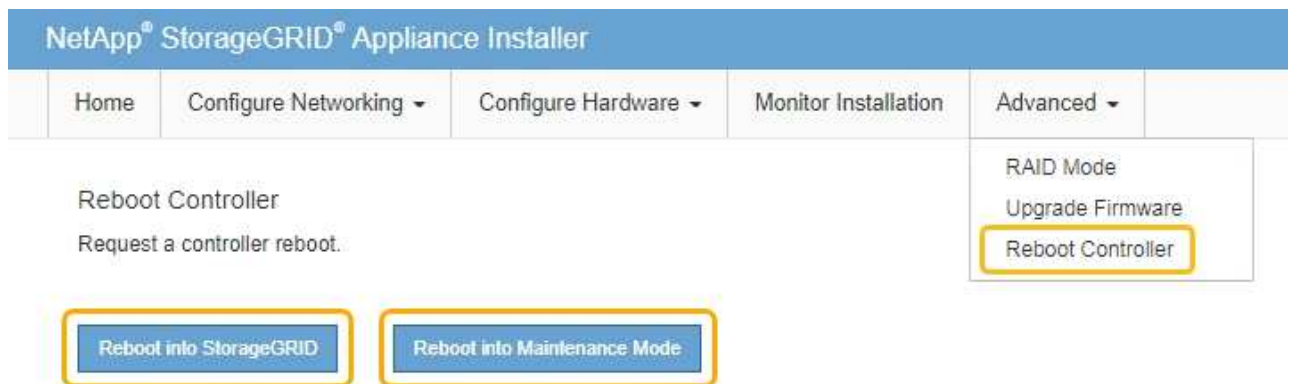 NetApp® StorageGRID® Appliance Installer
Home Configure Networking Configure Hardware Monitor Installation Advanced
RAID Mode
Upgrade Firmware
Reboot Controller
Reboot Controller
Request a controller reboot.
Reboot into StorageGRID Reboot into Maintenance Mode